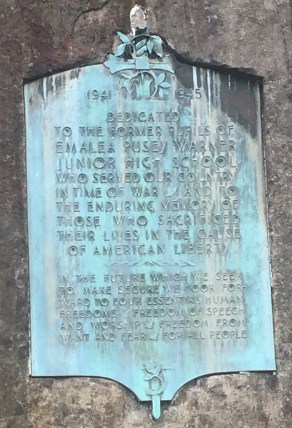 1941 1945
DEDICATED
TO THE FORMER PUPILS OF
EMALEA PUSEY WARNER
JUNIOR HIGH SCHOOL
WHO SERVED OUR COUNTRY
IN TIME OF WAR AND TO
THE ENDURING MEMORY OF
THOSE WHO SACRIFICED
THEIR LIVES IN THE CAUSE
OF AMERICAN LIBERTY
IN THE FUTURE WHICH WE SEEK
TO MAKE SECURE WE LOOK FOR-
WARD TO FOUR ESSENTIAL HUMAN
FREEDOMS FREEDOM OF SPEECH
AND WORSHIP FREEDOM FROM
WANT AND FEAR FOR ALL PEOPLE